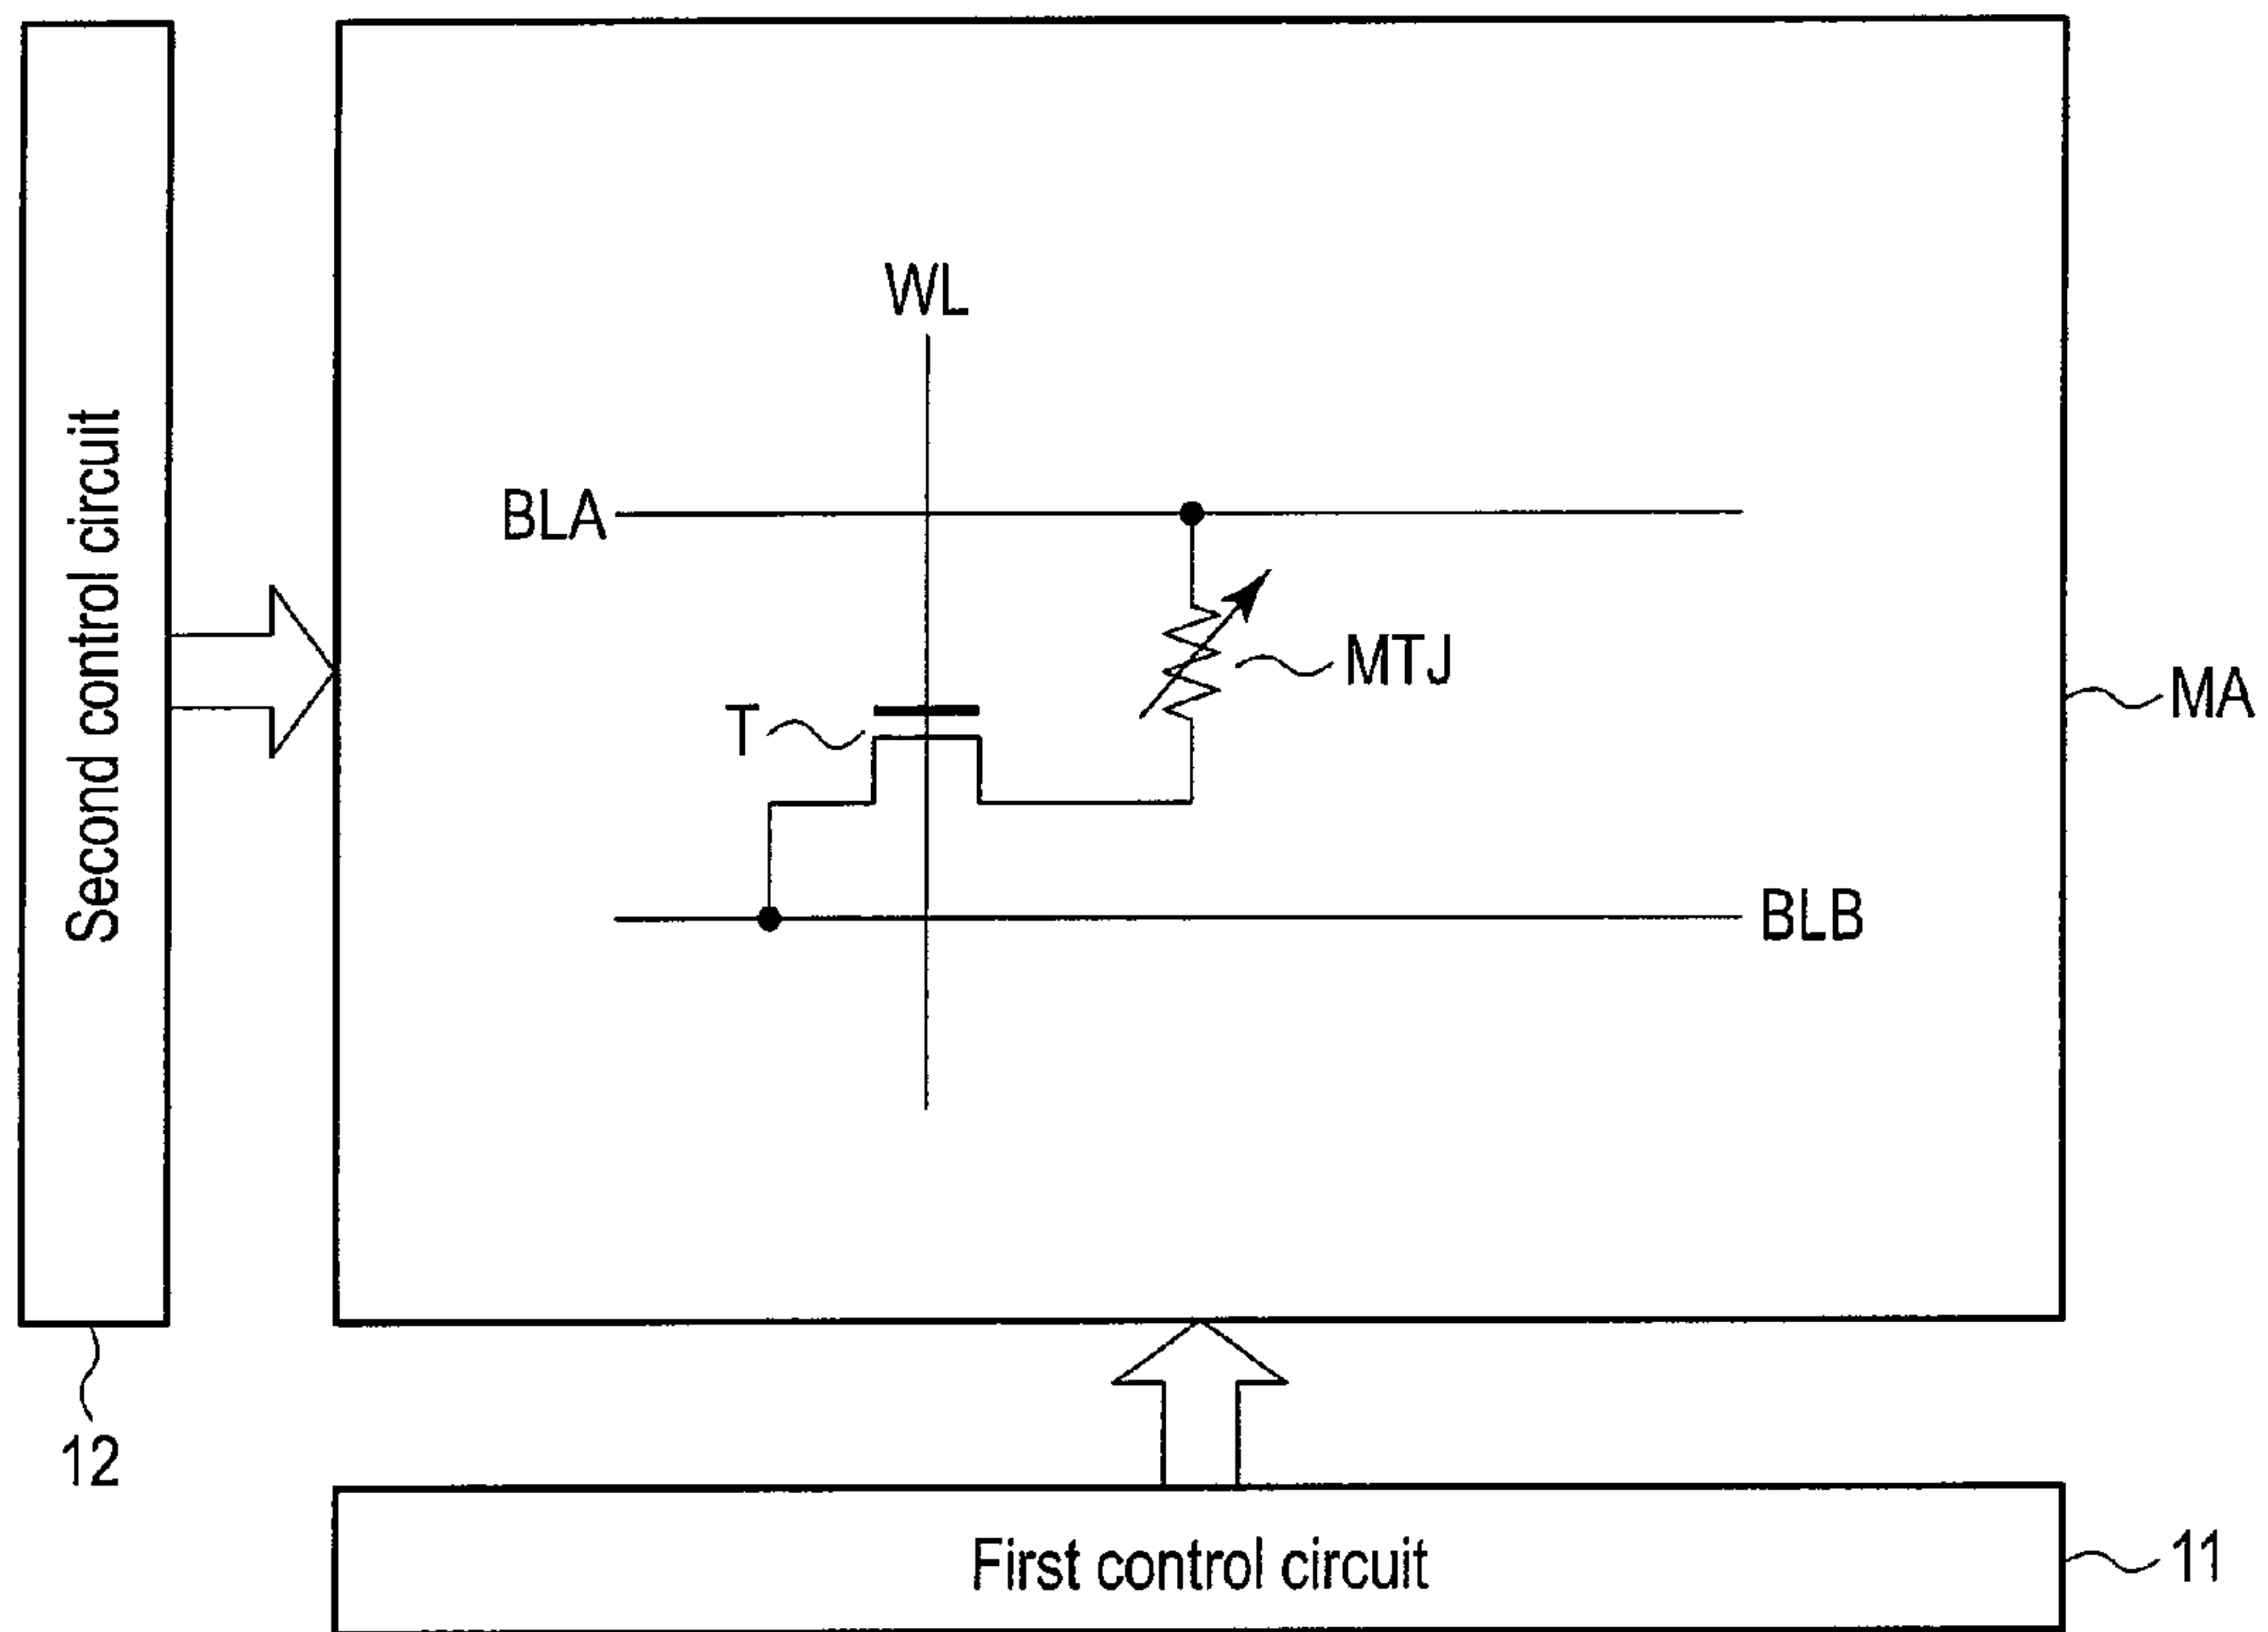 Second control circuit
WL
BLA
MTJ
MA
T
BLB
12
First control circuit
11